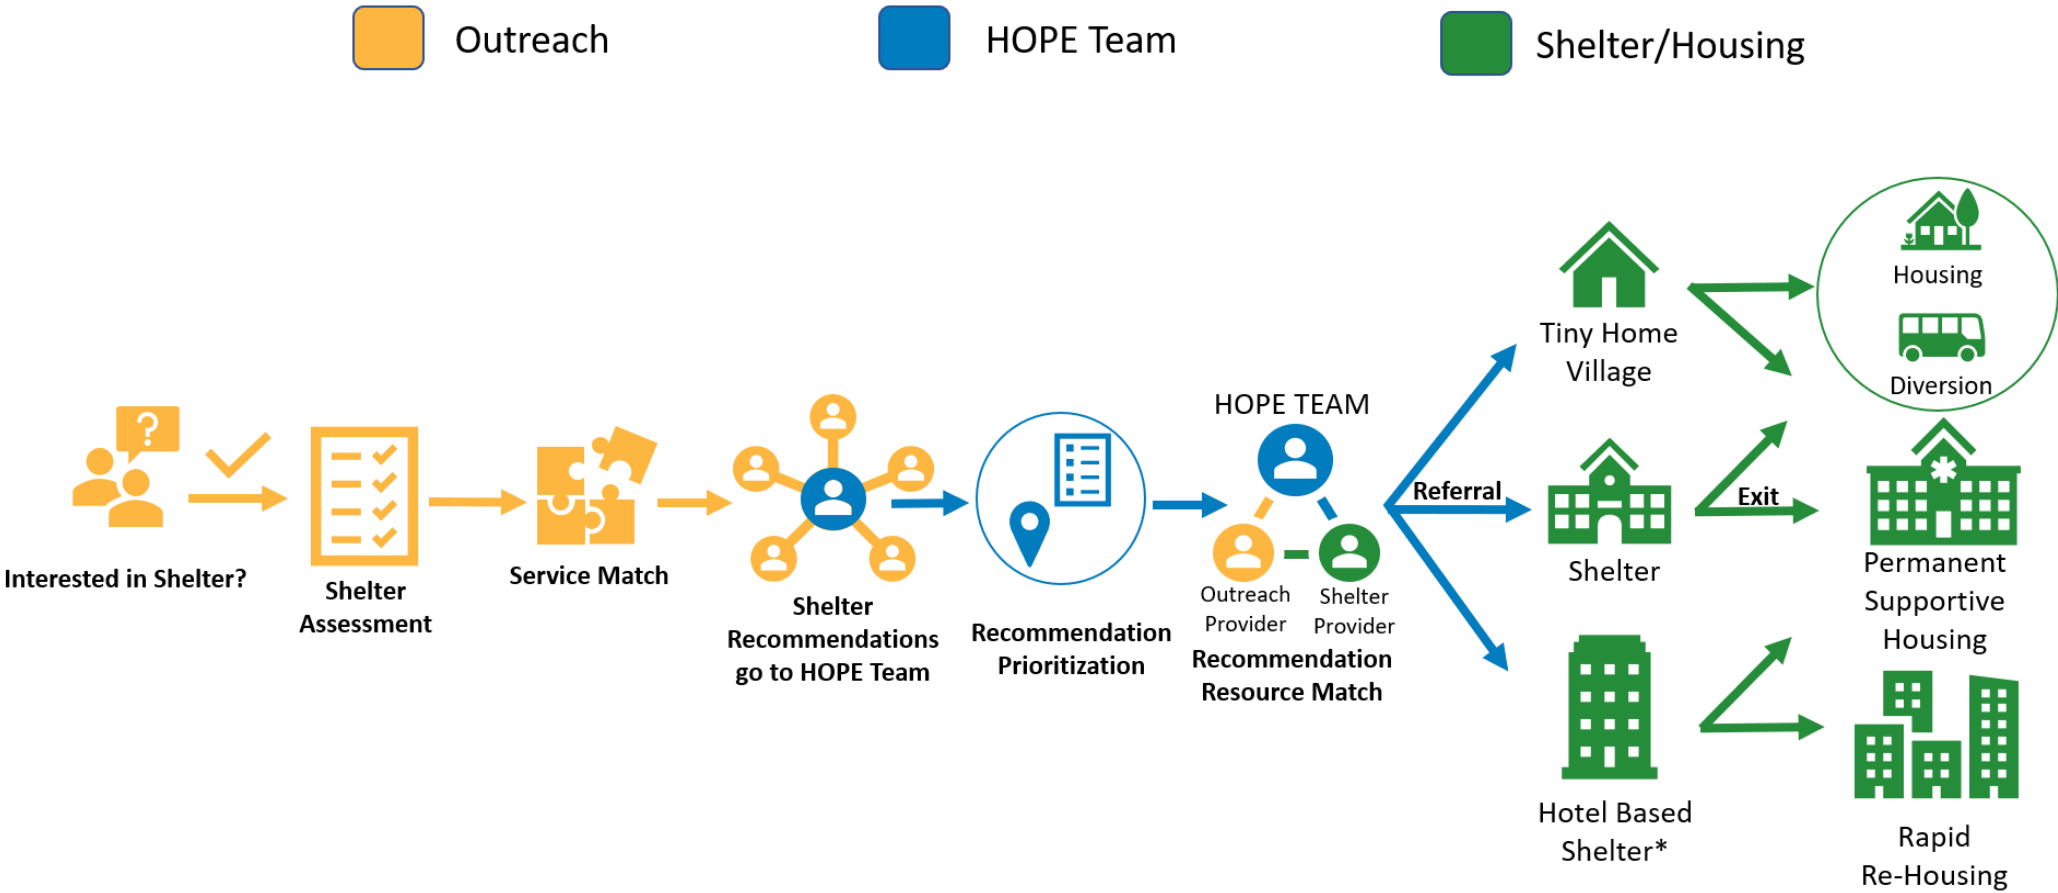 Outreach
HOPE Team
Shelter/Housing
?
Interested in Shelter?
Shelter
Assessment
Service Match
Shelter
Recommendations
go to HOPE Team
Recommendation
Prioritization
HOPE TEAM
Outreach
Provider
Shelter
Provider
Recommendation
Resource Match
Referral
Tiny Home
Village
Shelter
Hotel Based
Shelter*
Exit
Housing
Diversion
Permanent
Supportive
Housing
Rapid
Re-Housing